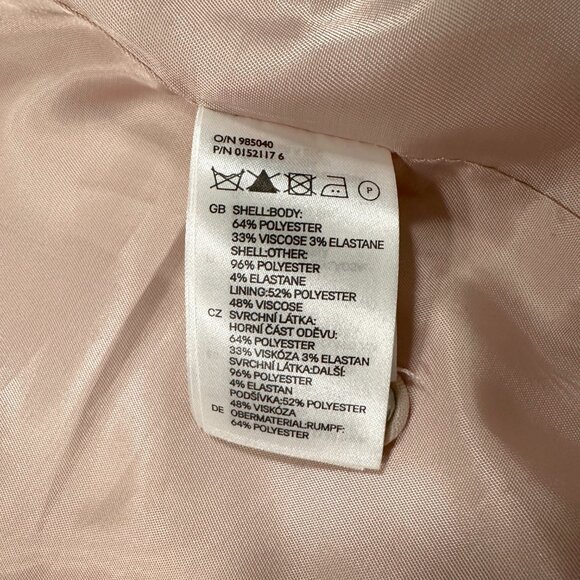 O/N 985040
P/N 0152117 6
P
GB SHELL:BODY:
64% POLYESTER
33% VISCOSE 3% ELASTANE
SHELL:OTHER:
96% POLYESTER
4% ELASTANE
LINING:52% POLYESTER
48% VISCOSE
CZ SVRCHNÍ LÁTKA:
HORNÍ ČÁST ODĚVU:
64% POLYESTER
33% VISKÓZA 3% ELASTAN
SVRCHNÍ LÁTKA:DALŠÍ:
96% POLYESTER
4% ELASTAN
PODŠÍVKA:52% POLYESTER
48% VISKÓZA
DE OBERMATERIAL:RUMPF:
64% POLYESTER